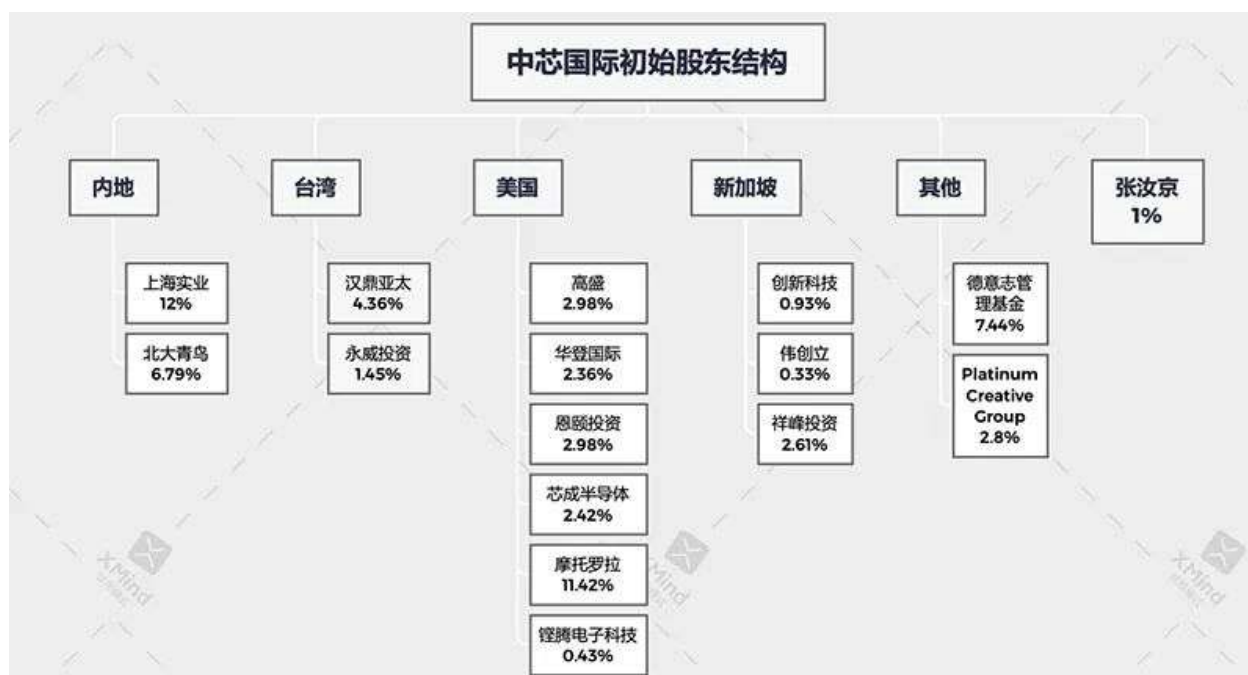 中芯国际初始股东结构
内地
台湾
美国
新加坡
其他
张汝京
1%
上海实业
12%
北大青鸟
6.79%
汉鼎亚太
4.36%
永威投资
1.45%
高盛
2.98%
华登国际
2.36%
恩颐投资
2.98%
芯成半导体
2.42%
摩托罗拉
11.42%
铿腾电子科技
0.43%
创新科技
0.93%
伟创立
0.33%
祥峰投资
2.61%
德意志管
理基金
7.44%
Platinum
Creative
Group
2.8%
XMind
XMind
XMind